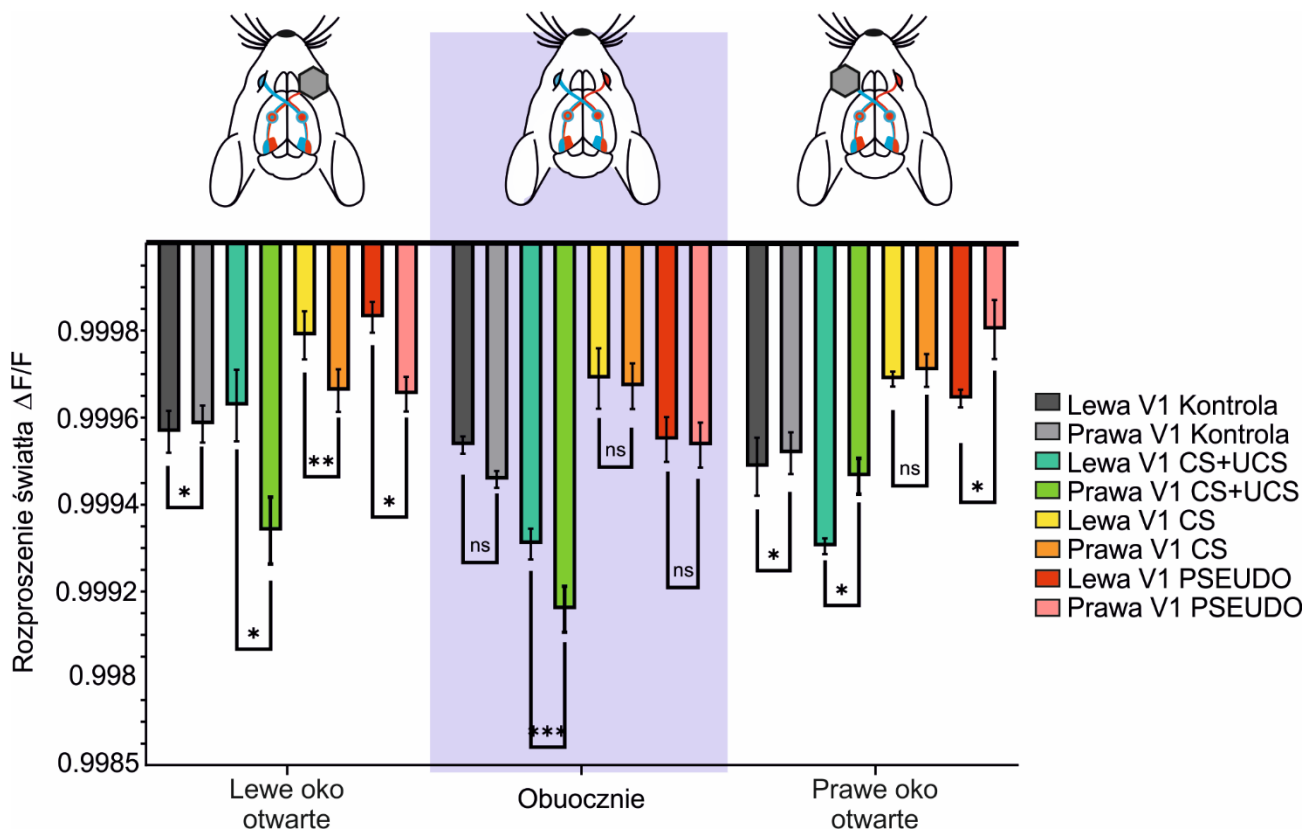 Rozproszenie światła ΔF/F
0.9998
0.9996
0.9994
0.9992
0.998
0.9985
*
*
**
*
ns
***
ns
ns
*
*
ns
*
Lewe oko
otwarte
Obuocznie
Prawe oko
otwarte
Lewa V1 Kontrola
Prawa V1 Kontrola
Lewa V1 CS+UCS
Prawa V1 CS+UCS
Lewa V1 CS
Prawa V1 CS
Lewa V1 PSEUDO
Prawa V1 PSEUDO